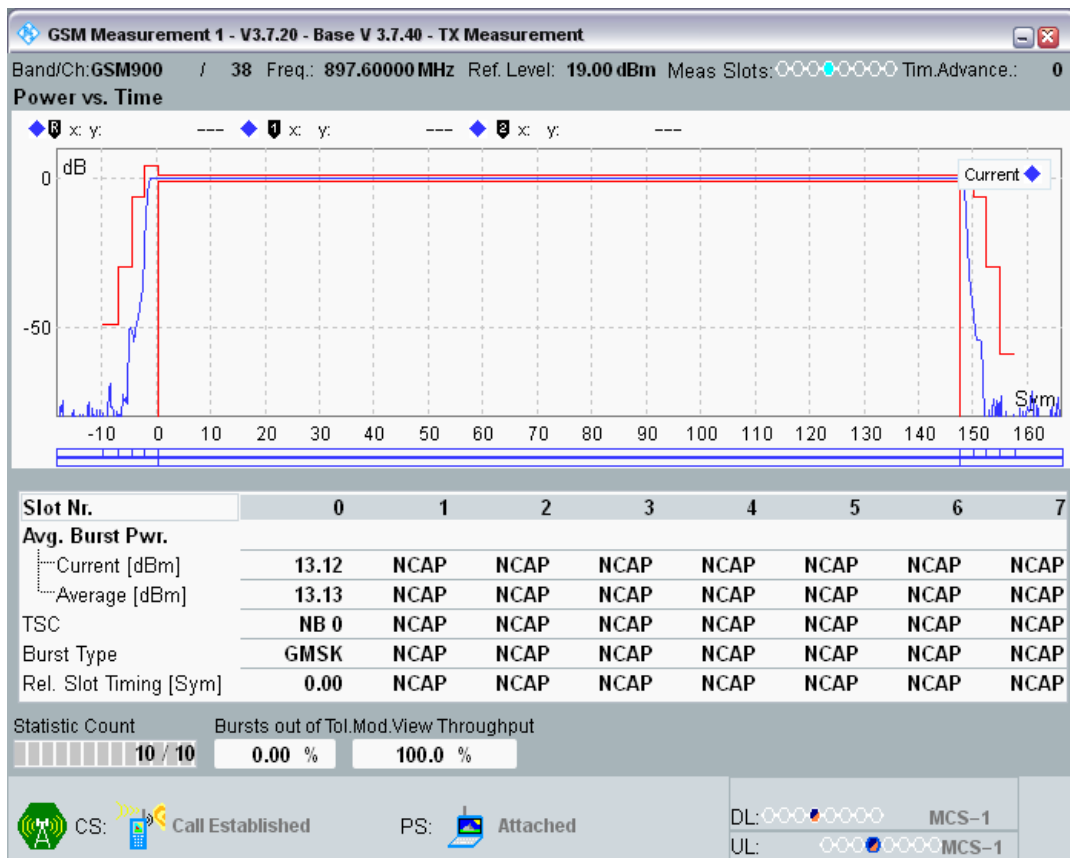 GSM Measurement 1 - V3.7.20 - Base V 3.7.40 - TX Measurement
Band/Ch:GSM900 / 38 Freq.: 897.60000 MHz Ref. Level: 19.00 dBm Meas Slots: Tim.Advance.: 0
Power vs. Time
R x: y: --- 1 x: y: --- 2 x: y: ---
dB
Current
0
-50
Sym
-10 0 10 20 30 40 50 60 70 80 90 100 110 120 130 140 150 160
Slot Nr. 0 1 2 3 4 5 6 7
Avg. Burst Pwr.
Current [dBm] 13.12 NCAP NCAP NCAP NCAP NCAP NCAP NCAP
Average [dBm] 13.13 NCAP NCAP NCAP NCAP NCAP NCAP NCAP
TSC NB 0 NCAP NCAP NCAP NCAP NCAP NCAP NCAP
Burst Type GMSK NCAP NCAP NCAP NCAP NCAP NCAP NCAP
Rel. Slot Timing [Sym] 0.00 NCAP NCAP NCAP NCAP NCAP NCAP NCAP
Statistic Count Bursts out of Tol.Mod.View Throughput
10 / 10 0.00 % 100.0 %
CS: Call Established PS: Attached
DL: MCS-1
UL: MCS-1